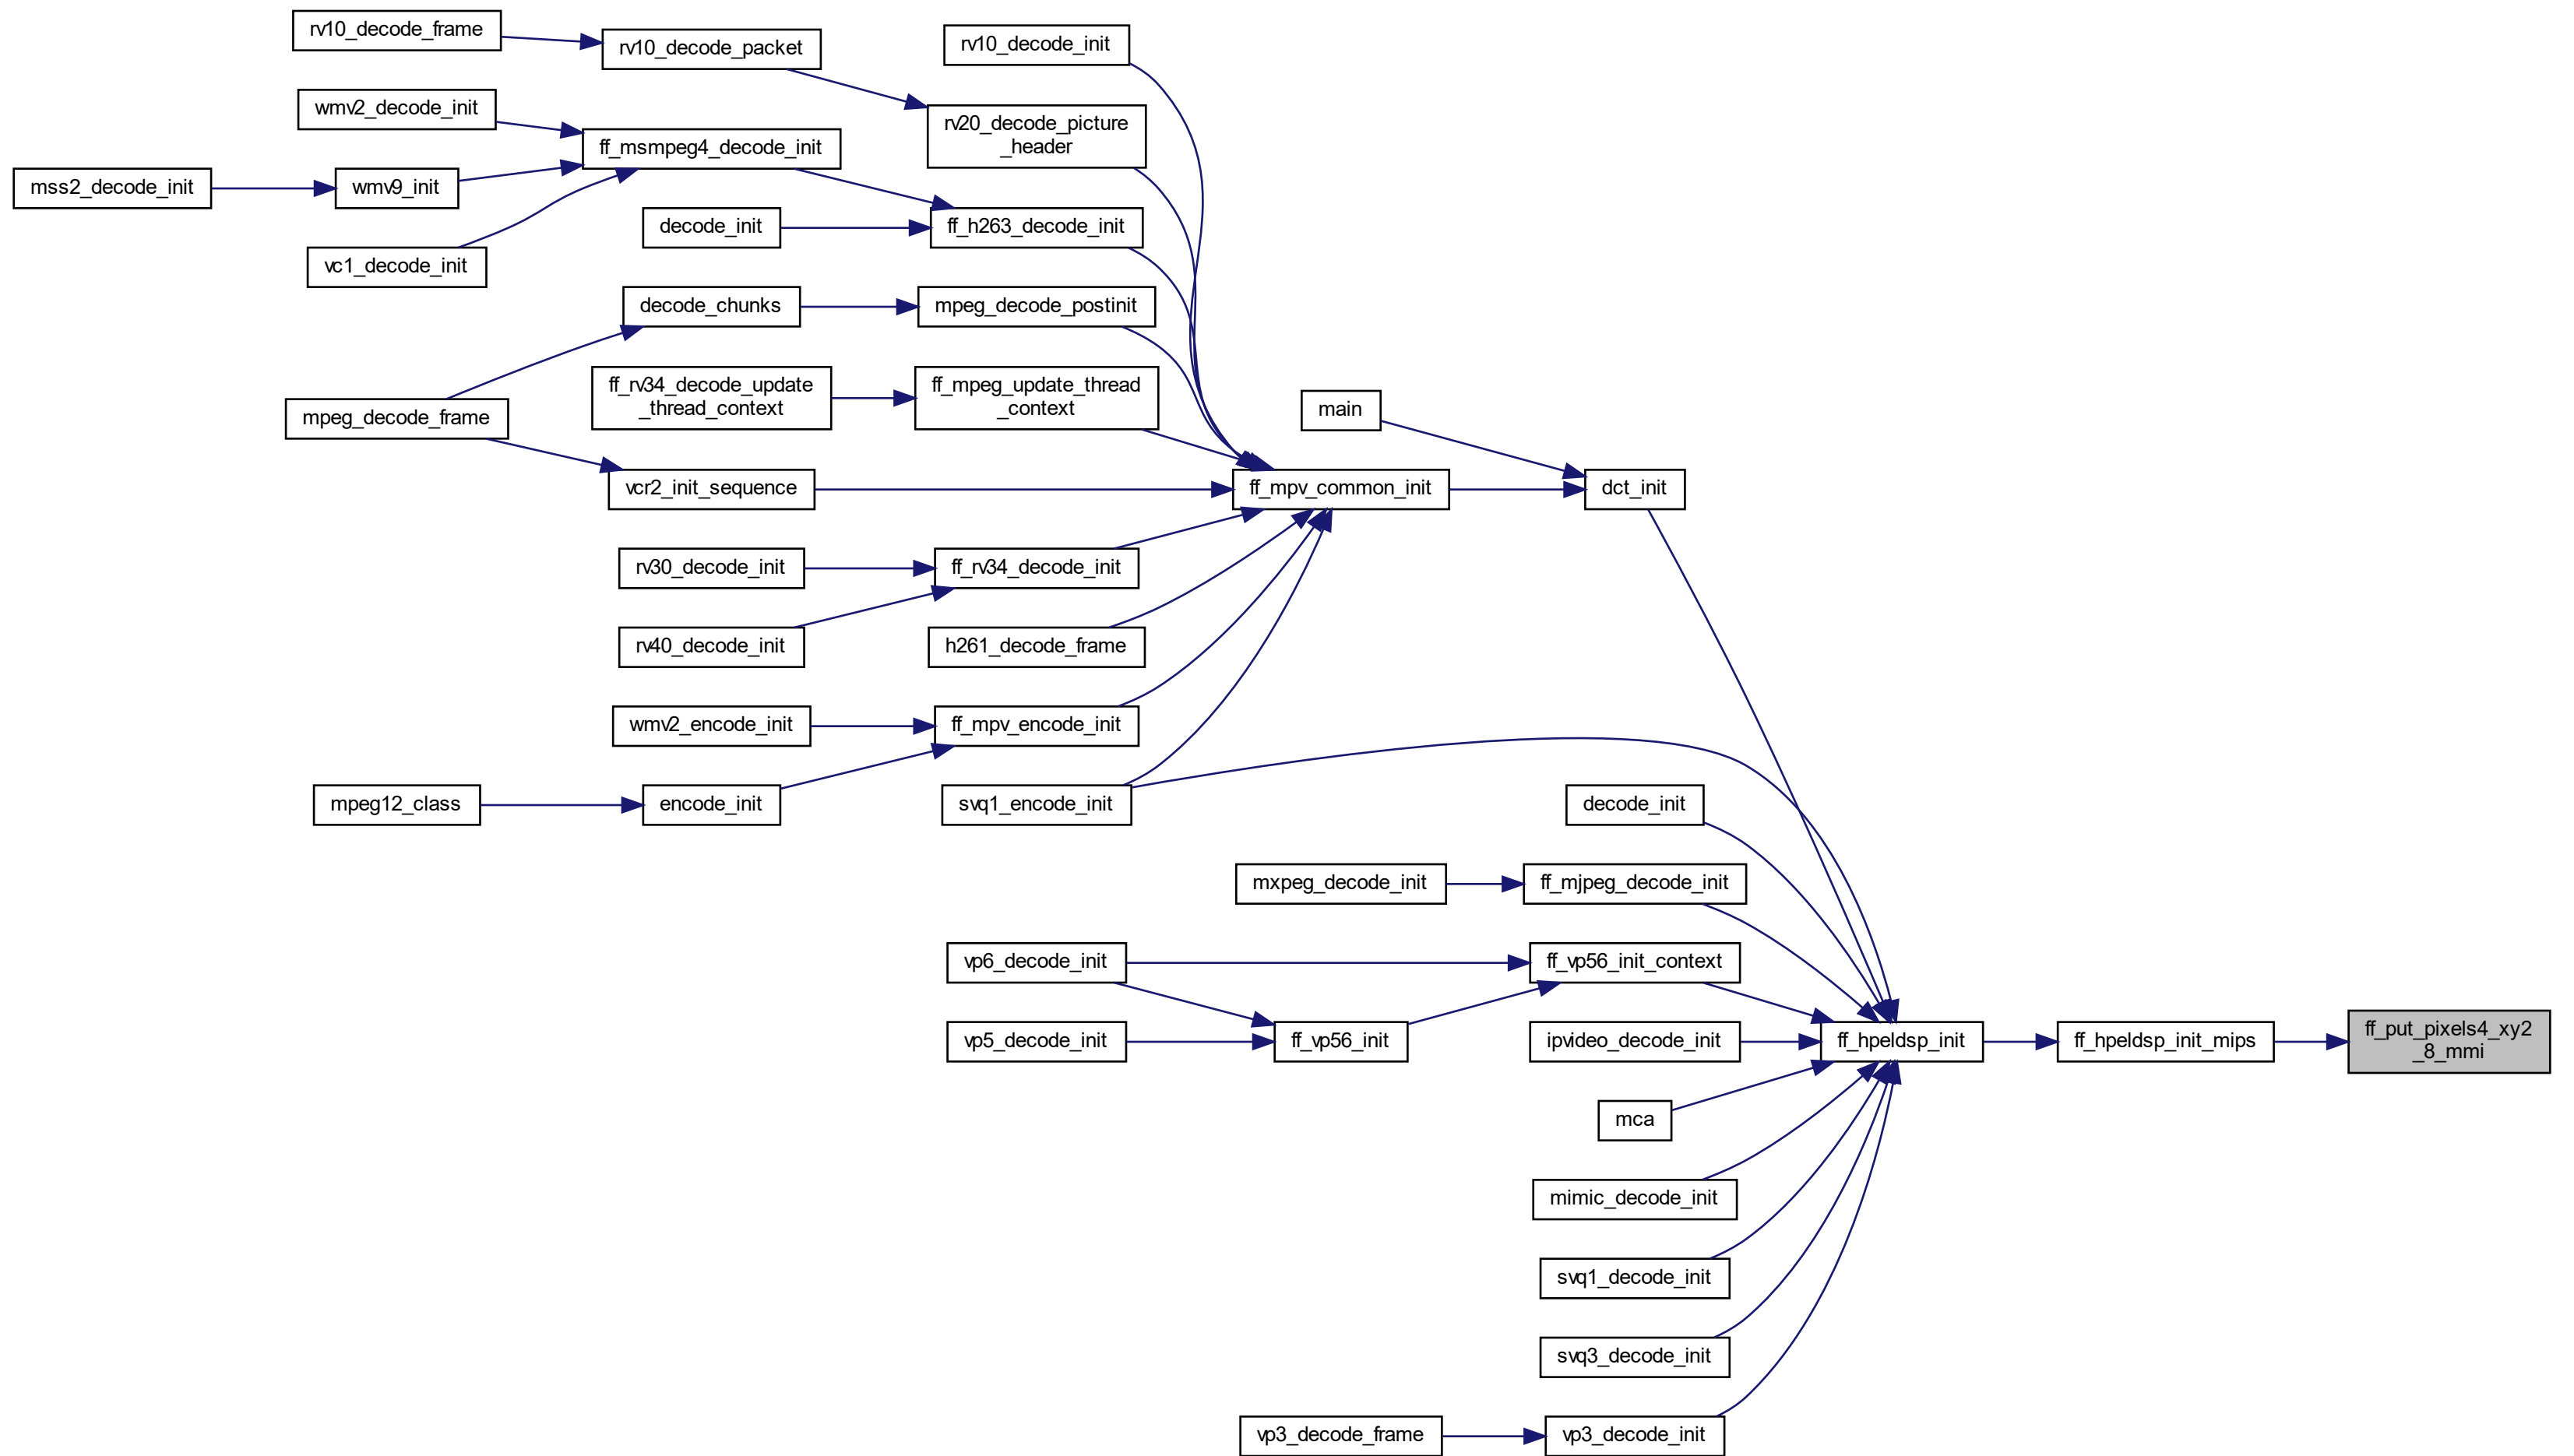 rv10_decode_frame
rv10_decode_packet
rv10_decode_init
wmv2_decode_init
rv20_decode_picture
_header
ff_msmpeg4_decode_init
mss2_decode_init
wmv9_init
decode_init
ff_h263_decode_init
vc1_decode_init
decode_chunks
mpeg_decode_postinit
ff_rv34_decode_update
_thread_context
ff_mpeg_update_thread
_context
main
mpeg_decode_frame
vcr2_init_sequence
ff_mpv_common_init
dct_init
rv30_decode_init
ff_rv34_decode_init
rv40_decode_init
h261_decode_frame
wmv2_encode_init
ff_mpv_encode_init
mpeg12_class
encode_init
svq1_encode_init
decode_init
mxpeg_decode_init
ff_mjpeg_decode_init
vp6_decode_init
ff_vp56_init_context
vp5_decode_init
ff_vp56_init
ipvideo_decode_init
ff_hpeldsp_init
ff_hpeldsp_init_mips
ff_put_pixels4_xy2
_8_mmi
mca
mimic_decode_init
svq1_decode_init
svq3_decode_init
vp3_decode_frame
vp3_decode_init